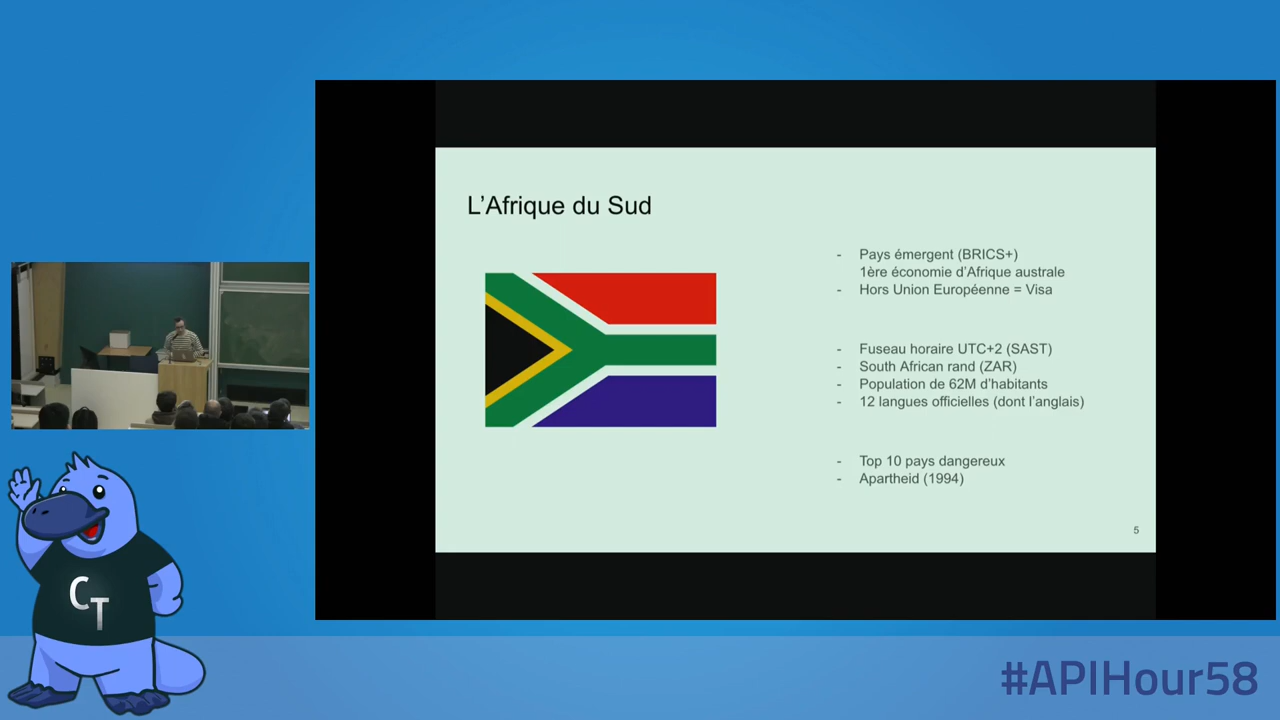 L'Afrique du Sud
- Pays émergent (BRICS+)
1ère économie d'Afrique australe
- Hors Union Européenne = Visa
- Fuseau horaire UTC+2 (SAST)
- South African rand (ZAR)
- Population de 62M d'habitants
- 12 langues officielles (dont l'anglais)
- Top 10 pays dangereux
- Apartheid (1994)
5
CT
#APIHour58